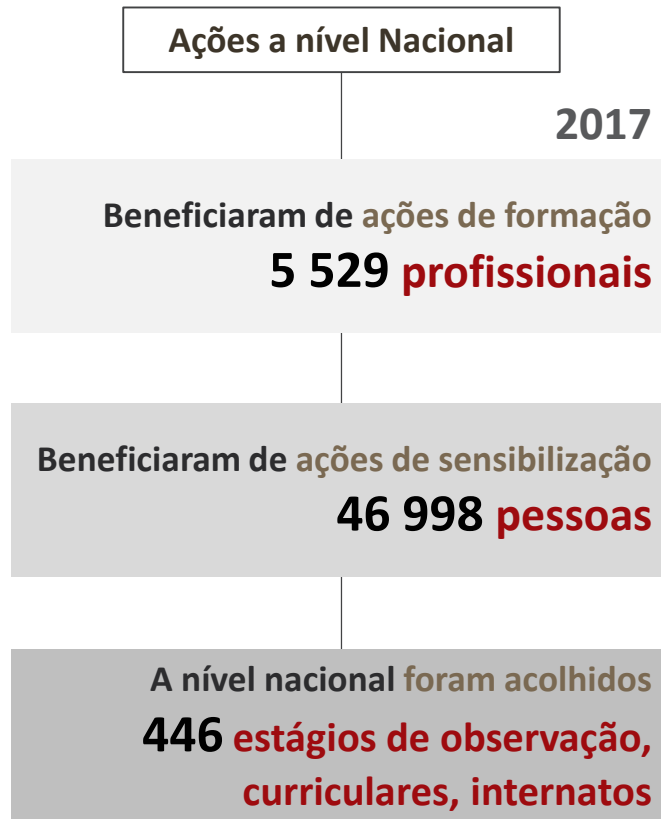 Ações a nível Nacional
2017
Beneficiaram de ações de formação
5 529 profissionais
Beneficiaram de ações de sensibilização
46 998 pessoas
A nível nacional foram acolhidos
446 estágios de observação,
curriculares, internatos